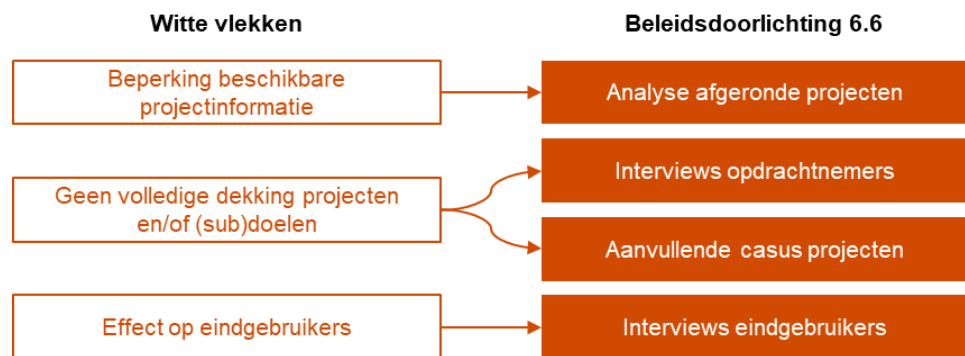 Witte vlekken
Beleidsdoorlichting 6.6
Beperking beschikbare
projectinformatie
Analyse afgeronde projecten
Geen volledige dekking projecten
en/of (sub)doelen
Interviews opdrachtnemers
Aanvullende casus projecten
Effect op eindgebruikers
Interviews eindgebruikers